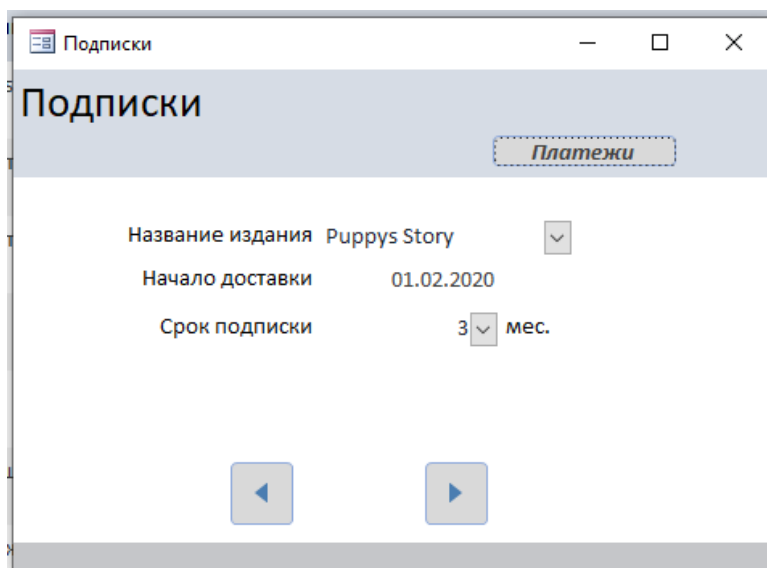 Подписки
Подписки
Платежи
Название издания Puppys Story
Начало доставки 01.02.2020
Срок подписки 3 мес.